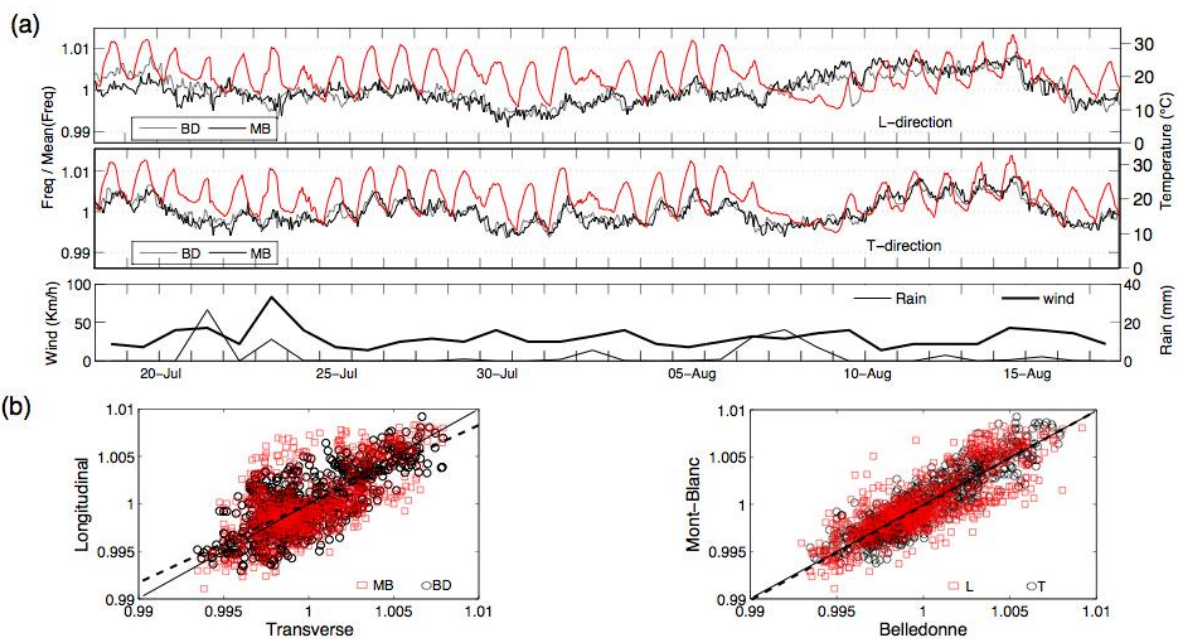 (a)
1.01
1
0.99
Freq / Mean(Freq)
BD MB
L-direction
30
20
10
0
Temperature (°C)
1.01
1
0.99
BD MB
T-direction
30
20
10
0
100
50
0
Wind (Km/h)
Rain wind
40
20
0
Rain (mm)
20-Jul 25-Jul 30-Jul 05-Aug 10-Aug 15-Aug
(b)
1.01
1.005
1
0.995
0.99
Longitudinal
MB BD
0.99 0.995 1 1.005 1.01
Transverse
1.01
1.005
1
0.995
0.99
Mont-Blanc
L T
0.99 0.995 1 1.005 1.01
Belledonne